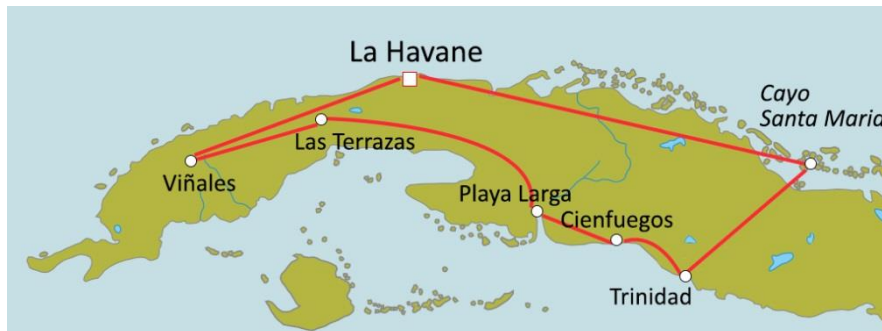 La Havane
Cayo
Santa Maria
Las Terrazas
Viñales
Playa Larga
Cienfuegos
Trinidad